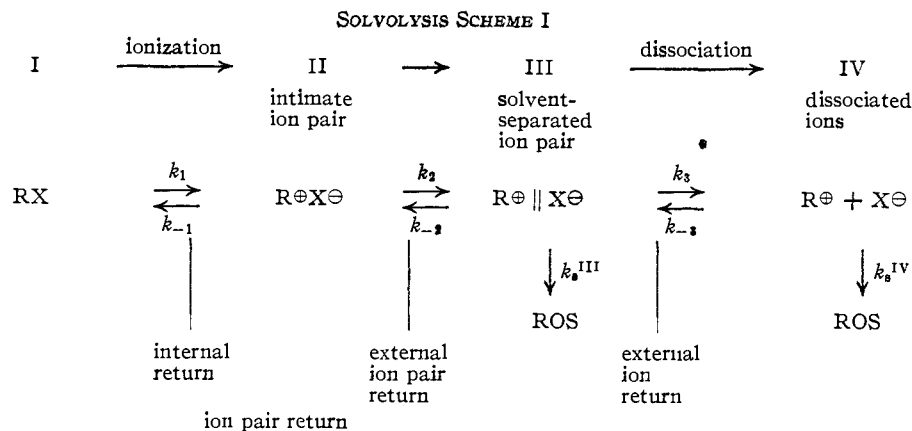 SOLVOLYSIS SCHEME I
ionization dissociation
I II III IV
intimate ion pair solvent-separated ion pair dissociated ions
k₁ k₂ k₃
RX R⊕X⊖ R⊕ || X⊖ R⊕ + X⊖
k₋₁ k₋₂ k₋₃
kₛᴵᴵᴵ kₛᴵⱽ
ROS ROS
internal return external ion pair return external ion return
ion pair return